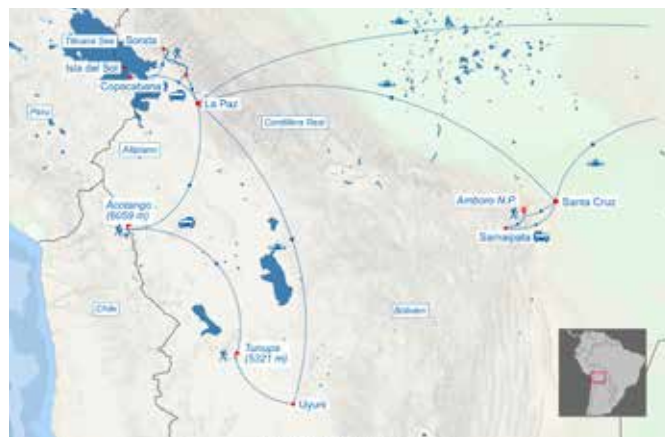 Titicaca See
Sorata
Isla del Sol
Copacabana
La Paz
Peru
Cordillera Real
Altiplano
Amboro N.P.
Santa Cruz
Acotango
(6059 m)
Samaipata
Chile
Bolivien
Tunupa
(5321 m)
Uyuni